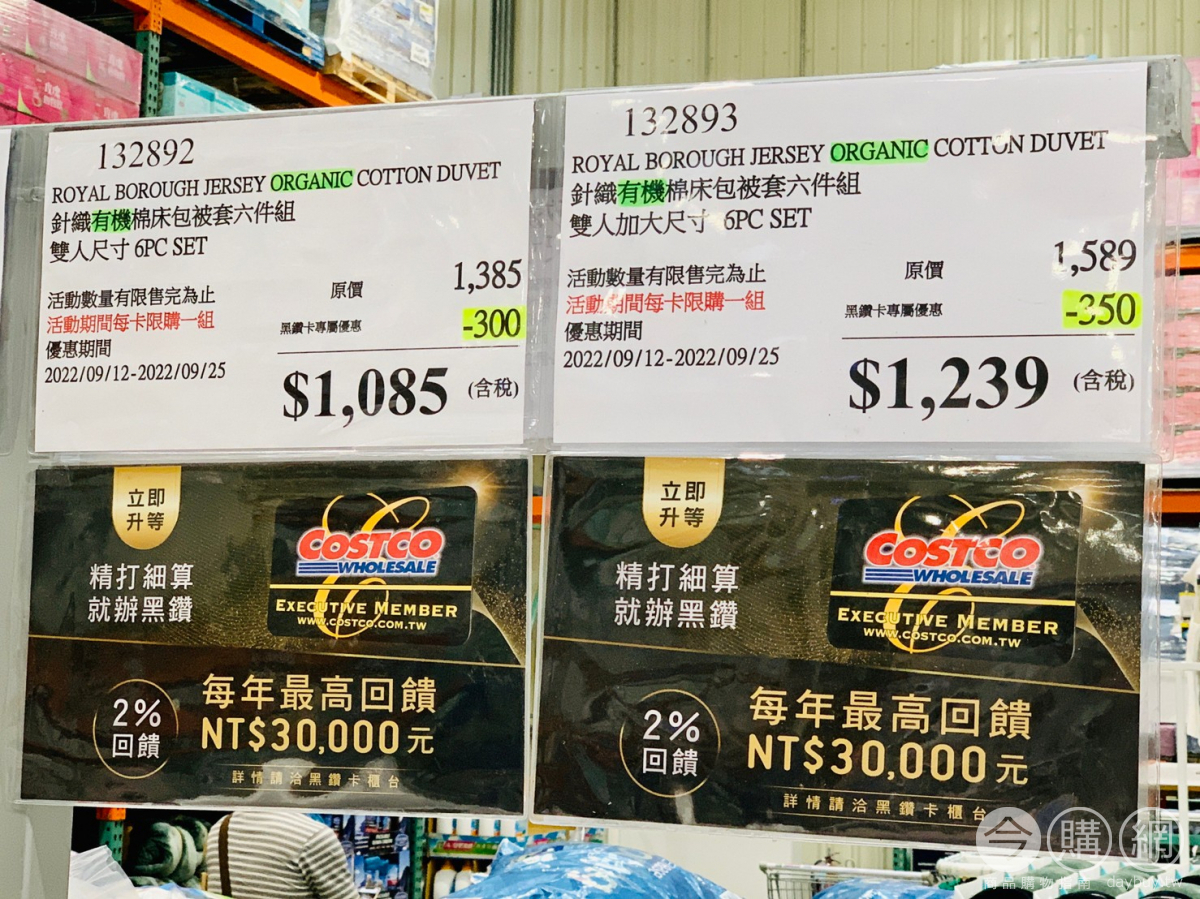 132892
ROYAL BOROUGH JERSEY ORGANIC COTTON DUVET
針織有機棉床包被套六件組
雙人尺寸 6PC SET
活動數量有限售完為止
活動期間每卡限購一組
優惠期間
2022/09/12-2022/09/25
原價 1,385
黑鑽卡專屬優惠 -300
$1,085 (含稅)
132893
ROYAL BOROUGH JERSEY ORGANIC COTTON DUVET
針織有機棉床包被套六件組
雙人加大尺寸 6PC SET
活動數量有限售完為止
活動期間每卡限購一組
優惠期間
2022/09/12-2022/09/25
原價 1,589
黑鑽卡專屬優惠 -350
$1,239 (含稅)
立即
升等
精打細算
就辦黑鑽
COSTCO
WHOLESALE
EXECUTIVE MEMBER
WWW.COSTCO.COM.TW
2%
回饋
每年最高回饋
NT$30,000元
詳情請洽黑鑽卡櫃台
立即
升等
精打細算
就辦黑鑽
COSTCO
WHOLESALE
EXECUTIVE MEMBER
WWW.COSTCO.COM.TW
2%
回饋
每年最高回饋
NT$30,000元
詳情請洽黑鑽卡櫃台
今購網